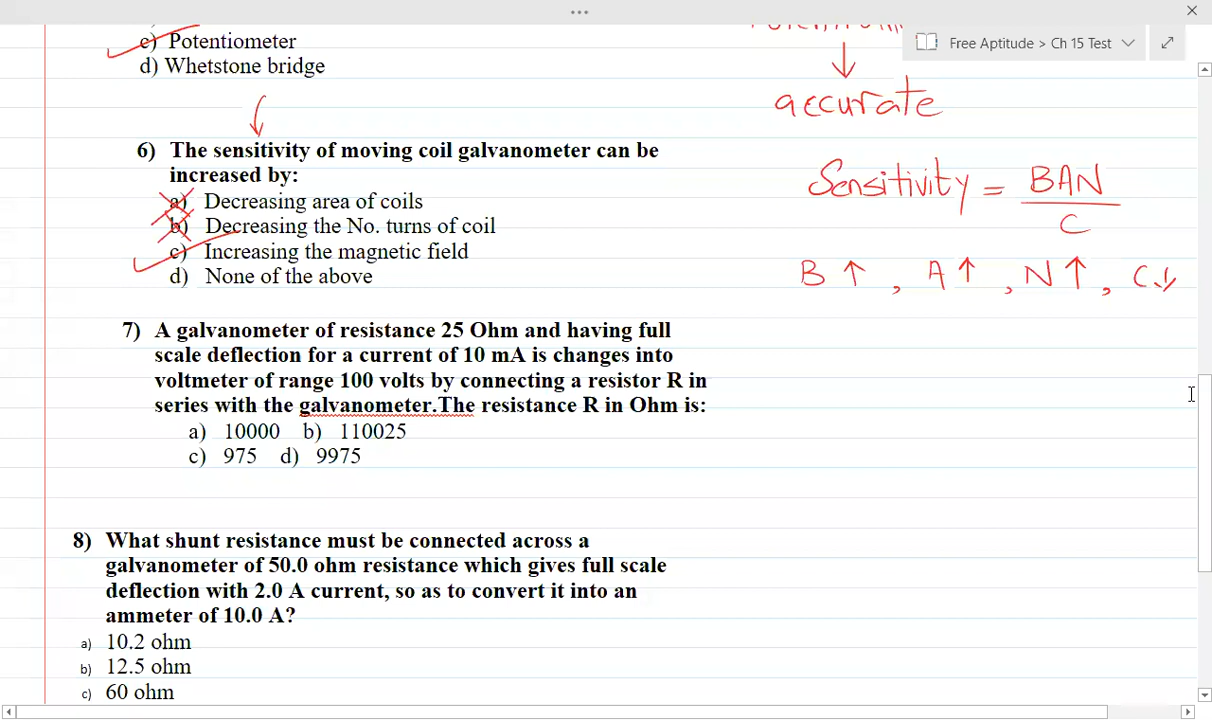 c) Potentiometer
d) Whetstone bridge
Free Aptitude > Ch 15 Test
accurate
6) The sensitivity of moving coil galvanometer can be
increased by:
a) Decreasing area of coils
b) Decreasing the No. turns of coil
c) Increasing the magnetic field
d) None of the above
Sensitivity = BAN
C
B ↑ , A ↑ , N ↑ , C ↓
7) A galvanometer of resistance 25 Ohm and having full
scale deflection for a current of 10 mA is changes into
voltmeter of range 100 volts by connecting a resistor R in
series with the galvanometer.The resistance R in Ohm is:
a) 10000 b) 110025
c) 975 d) 9975
8) What shunt resistance must be connected across a
galvanometer of 50.0 ohm resistance which gives full scale
deflection with 2.0 A current, so as to convert it into an
ammeter of 10.0 A?
a) 10.2 ohm
b) 12.5 ohm
c) 60 ohm